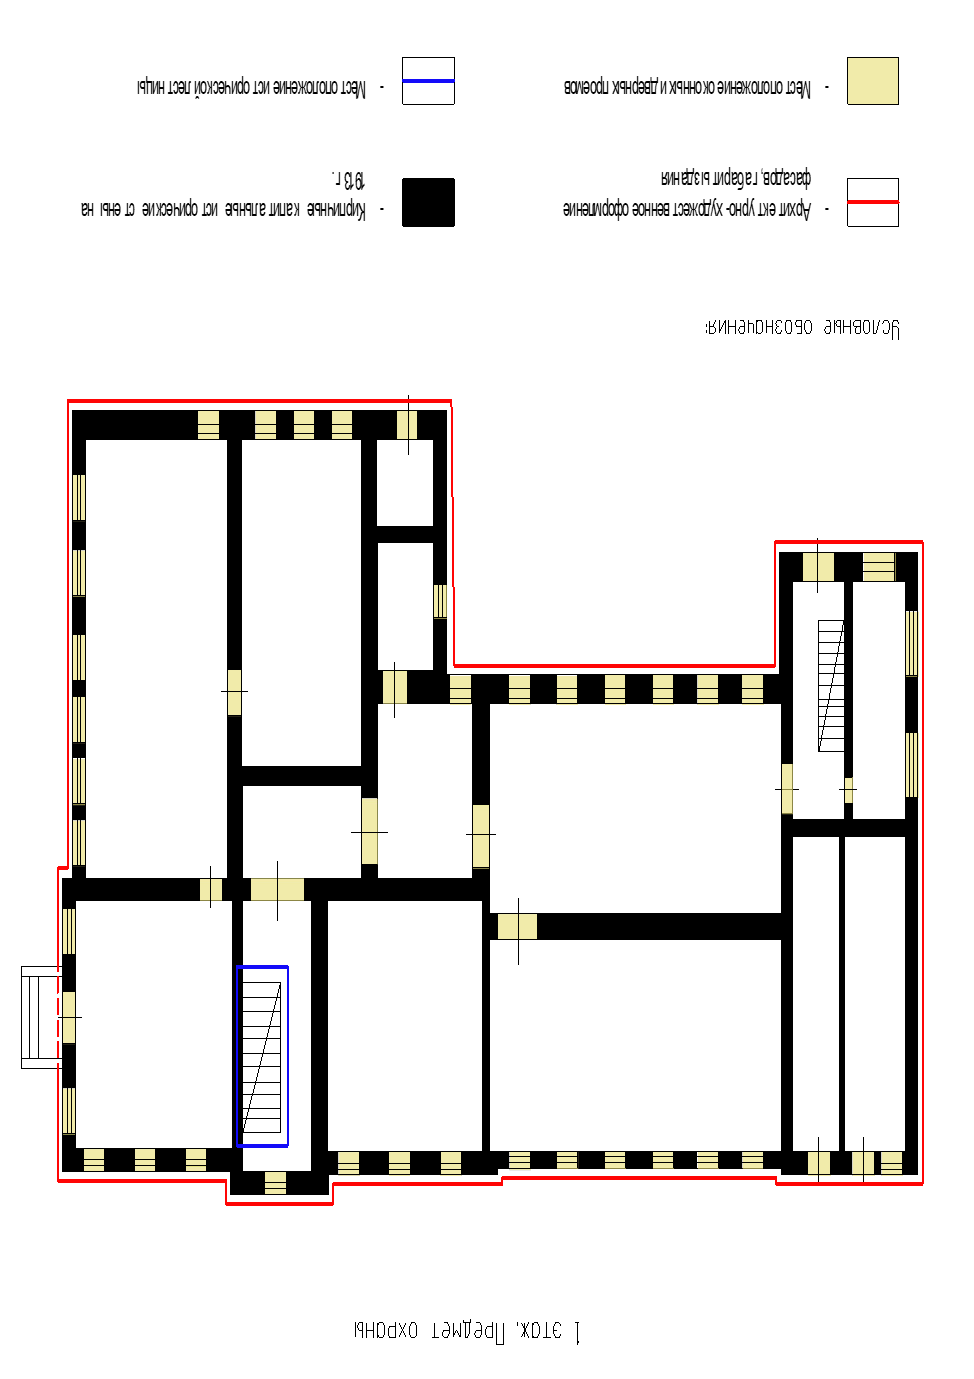 1 этаж. Предмет охраны
Условные обозначения:
- Архитектурно-художественное оформление
фасадов, габариты здания
- Кирпичные капитальные исторические стены на
1913 г.
- Местоположение оконных и дверных проемов
- Местоположение исторической лестницы